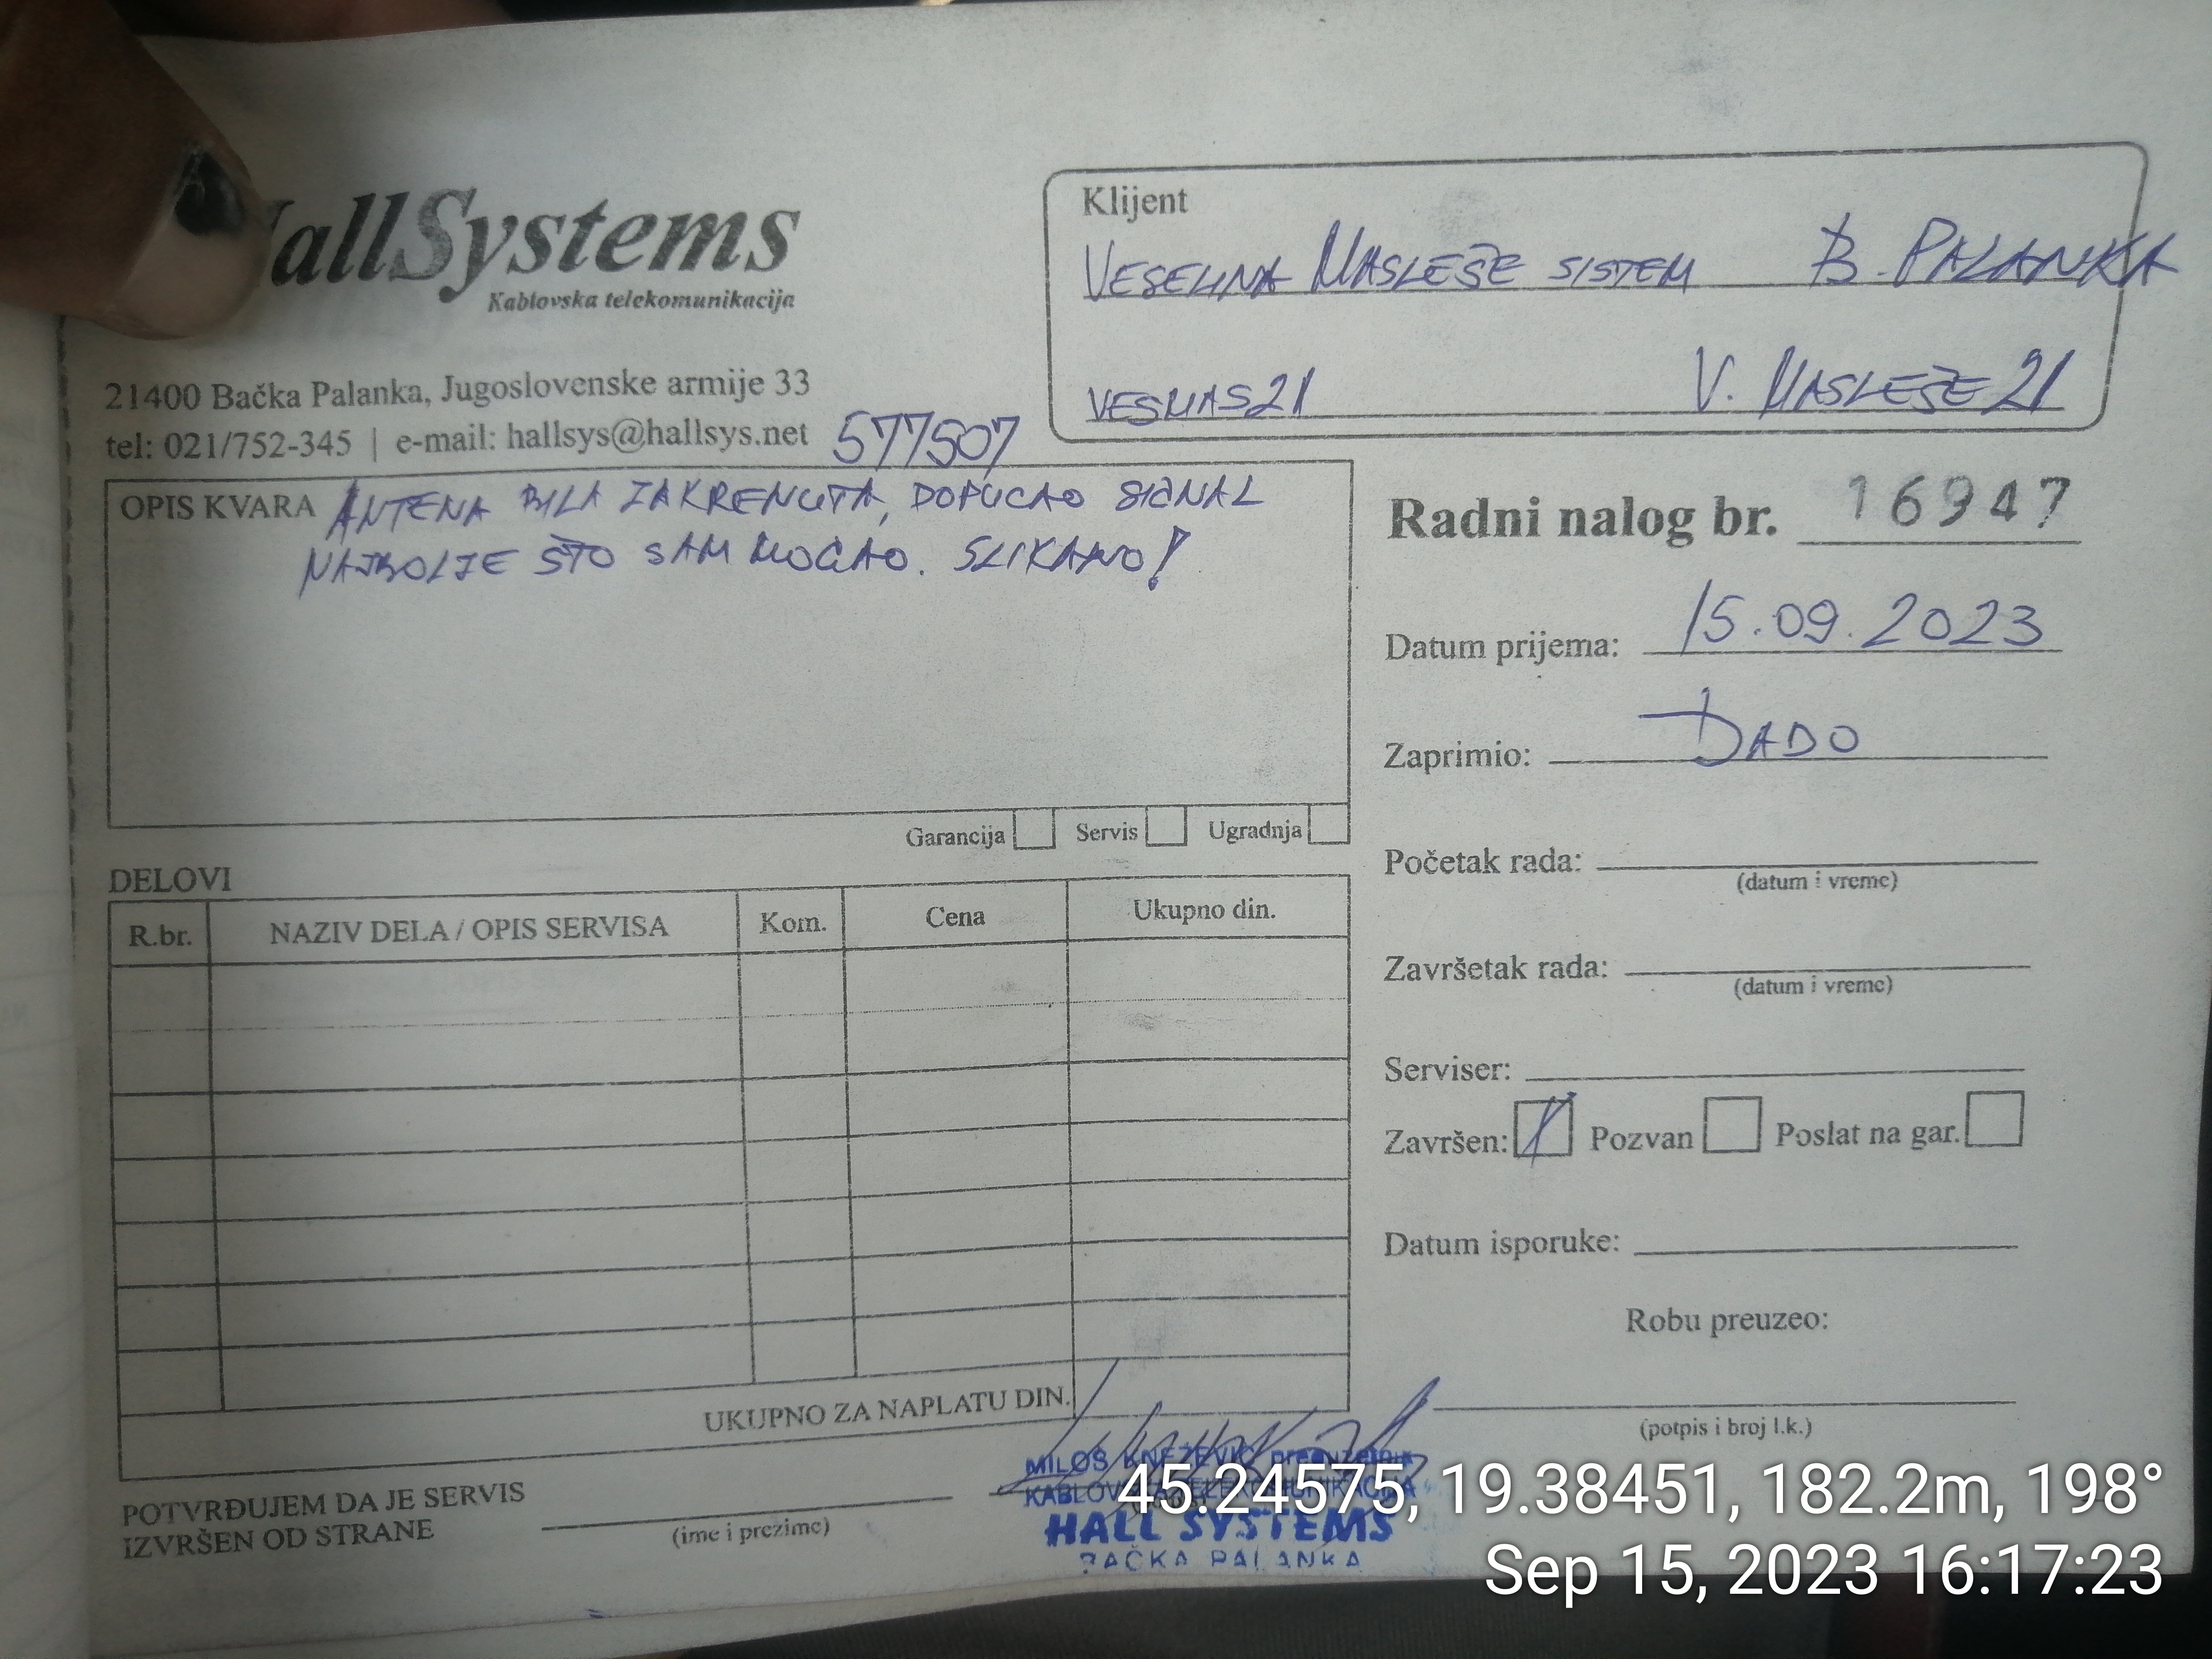 HallSystems
Kablovska telekomunikacija
21400 Bačka Palanka, Jugoslovenske armije 33
tel: 021/752-345 | e-mail: hallsys@hallsys.net 577507
Klijent
VESELINA MASLEŠE SISTEM B. PALANKA
VESMAS21 V. MASLEŠE 21
OPIS KVARA ANTENA BILA ZAKRENUTA, DOPUCAO SIGNAL
NAJBOLJE ŠTO SAM MOGAO. SLIKANO!
Garancija Servis Ugradnja
Radni nalog br. 16947
Datum prijema: 15.09.2023
Zaprimio: DADO
Početak rada:
(datum i vreme)
Završetak rada:
(datum i vreme)
Serviser:
Završen: Pozvan Poslat na gar.
Datum isporuke:
Robu preuzeo:
(potpis i broj l.k.)
DELOVI
R.br. NAZIV DELA / OPIS SERVISA Kom. Cena Ukupno din.
UKUPNO ZA NAPLATU DIN.
POTVRĐUJEM DA JE SERVIS
IZVRŠEN OD STRANE
(ime i prezime)
MILOŠ KNEŽEVIĆ
HALL SYSTEMS
BAČKA PALANKA
45.24575, 19.38451, 182.2m, 198°
Sep 15, 2023 16:17:23